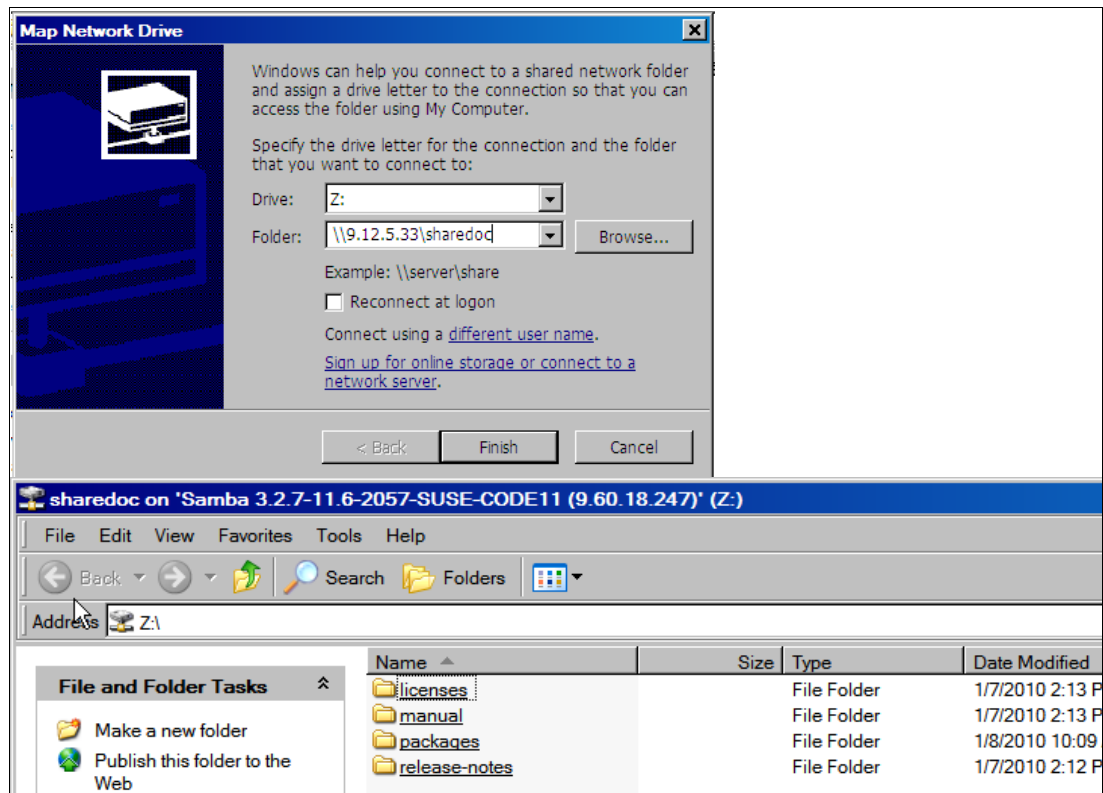 Map Network Drive
Windows can help you connect to a shared network folder
and assign a drive letter to the connection so that you can
access the folder using My Computer.
Specify the drive letter for the connection and the folder
that you want to connect to:
Drive: Z:
Folder: \\9.12.5.33\sharedoc Browse...
Example: \\server\share
Reconnect at logon
Connect using a different user name.
Sign up for online storage or connect to a
network server.
< Back Finish Cancel
sharedoc on 'Samba 3.2.7-11.6-2057-SUSE-CODE11 (9.60.18.247)' (Z:)
File Edit View Favorites Tools Help
Back Search Folders
Address Z:\
Name Size Type Date Modified
File and Folder Tasks
licenses File Folder 1/7/2010 2:13 P
manual File Folder 1/7/2010 2:13 P
Make a new folder
packages File Folder 1/8/2010 10:09
Publish this folder to the
Web
release-notes File Folder 1/7/2010 2:12 P